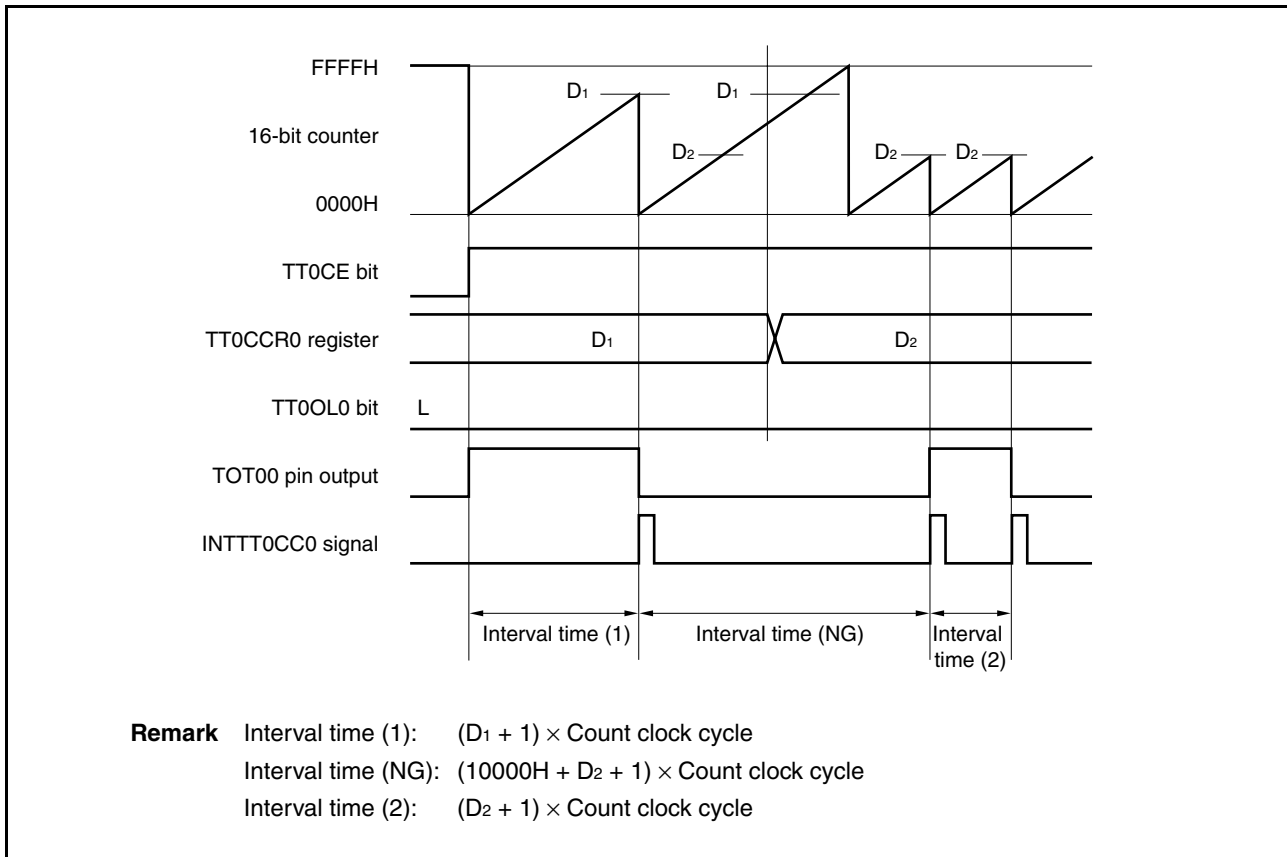 FFFFH
D1
D1
16-bit counter
D2
D2
D2
0000H
TT0CE bit
TT0CCR0 register
D1
D2
TT0OL0 bit
L
TOT00 pin output
INTTT0CC0 signal
Interval time (1)
Interval time (NG)
Interval
time (2)
Remark Interval time (1): (D1 + 1) × Count clock cycle
Interval time (NG): (10000H + D2 + 1) × Count clock cycle
Interval time (2): (D2 + 1) × Count clock cycle